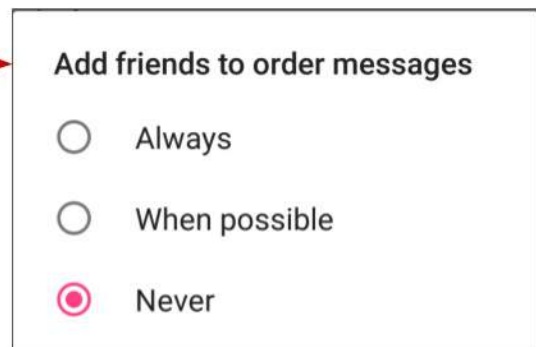 Add friends to order messages
Always
When possible
Never